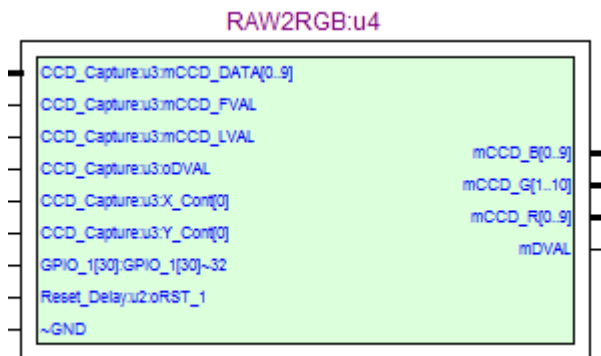 RAW2RGB:u4
CCD_Capture:u3:mCCD_DATA[0..9]
CCD_Capture:u3:mCCD_FVAL
CCD_Capture:u3:mCCD_LVAL
CCD_Capture:u3:oDVAL
CCD_Capture:u3:X_Cont[0]
CCD_Capture:u3:Y_Cont[0]
GPIO_1[30]:GPIO_1[30]~32
Reset_Delay:u2:oRST_1
~GND
mCCD_B[0..9]
mCCD_G[1..10]
mCCD_R[0..9]
mDVAL